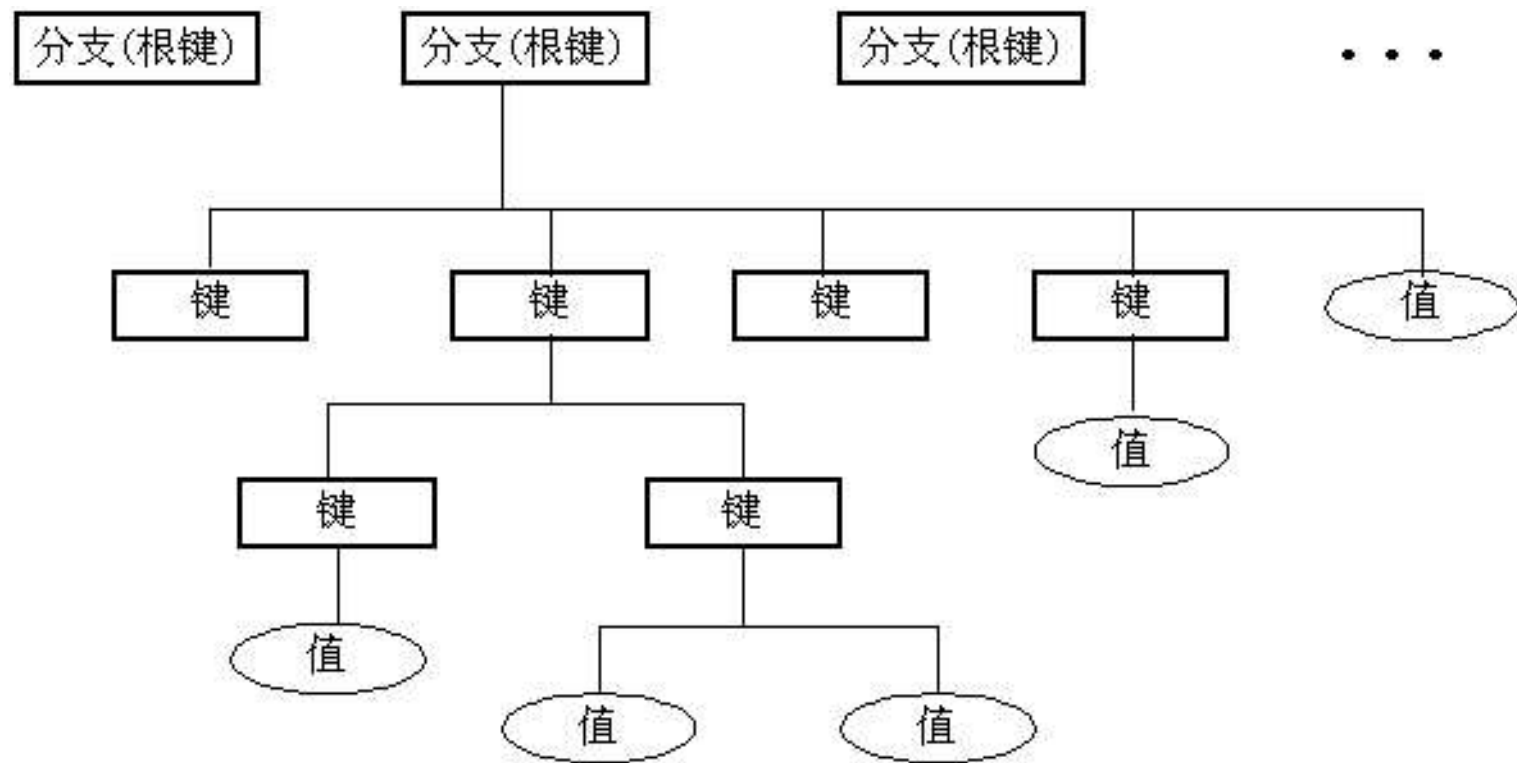 分支(根键) 分支(根键) 分支(根键) • • •
键 键 键 键 值
值
键 键
值
值 值